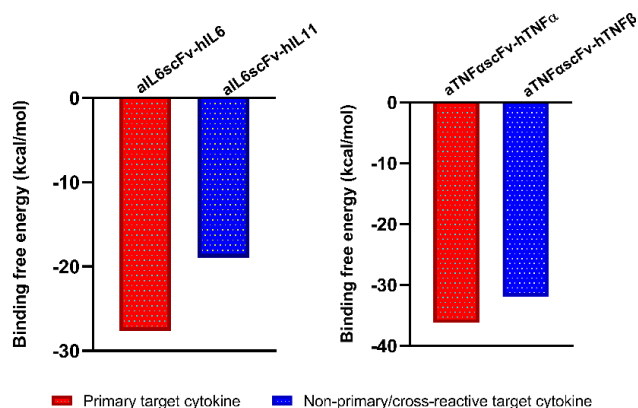 aIL6scFv-hIL6
aIL6scFv-hIL11
aTNFαscFv-hTNFα
aTNFαscFv-hTNFβ
Binding free energy (kcal/mol)
0
-10
-20
-30
Binding free energy (kcal/mol)
0
-10
-20
-30
-40
Primary target cytokine
Non-primary/cross-reactive target cytokine